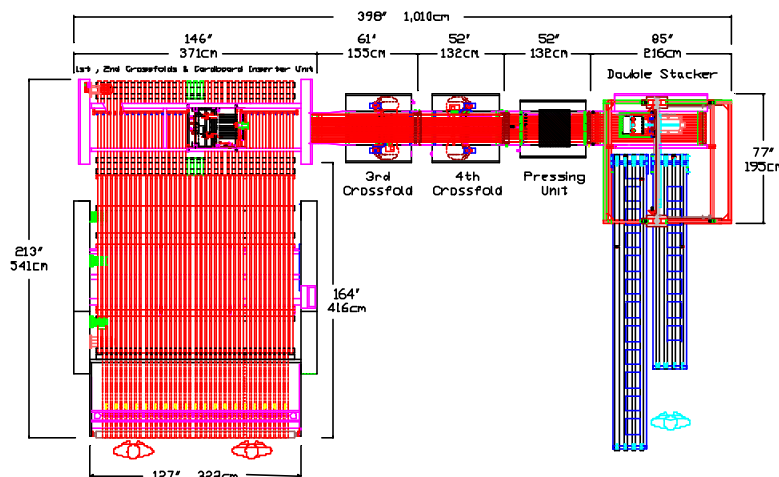 398" 1,010cm
146" 61" 52" 52" 85"
371cm 155cm 132cm 132cm 216cm
1st , 2nd Crossfolds & Cardboard Inserter Unit
Double Stacker
77"
195cm
3rd 4th Pressing
Crossfold Crossfold Unit
213"
541cm
164"
416cm
127" 322cm